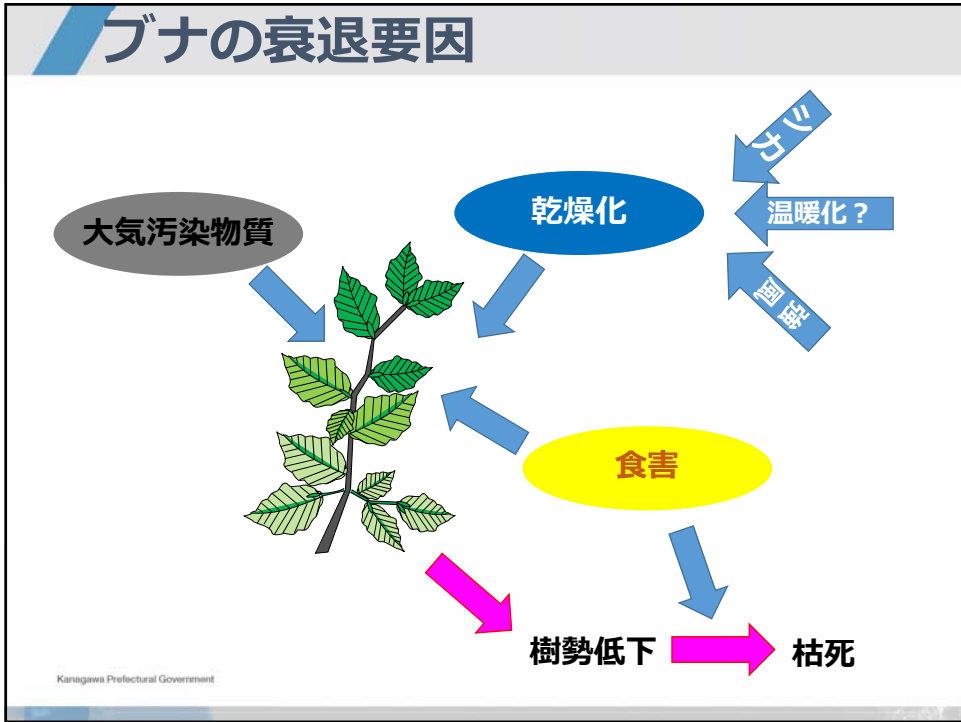 ブナの衰退要因
シカ
大気汚染物質
乾燥化
温暖化？
強風
食害
樹勢低下
枯死
Kanagawa Prefectural Government